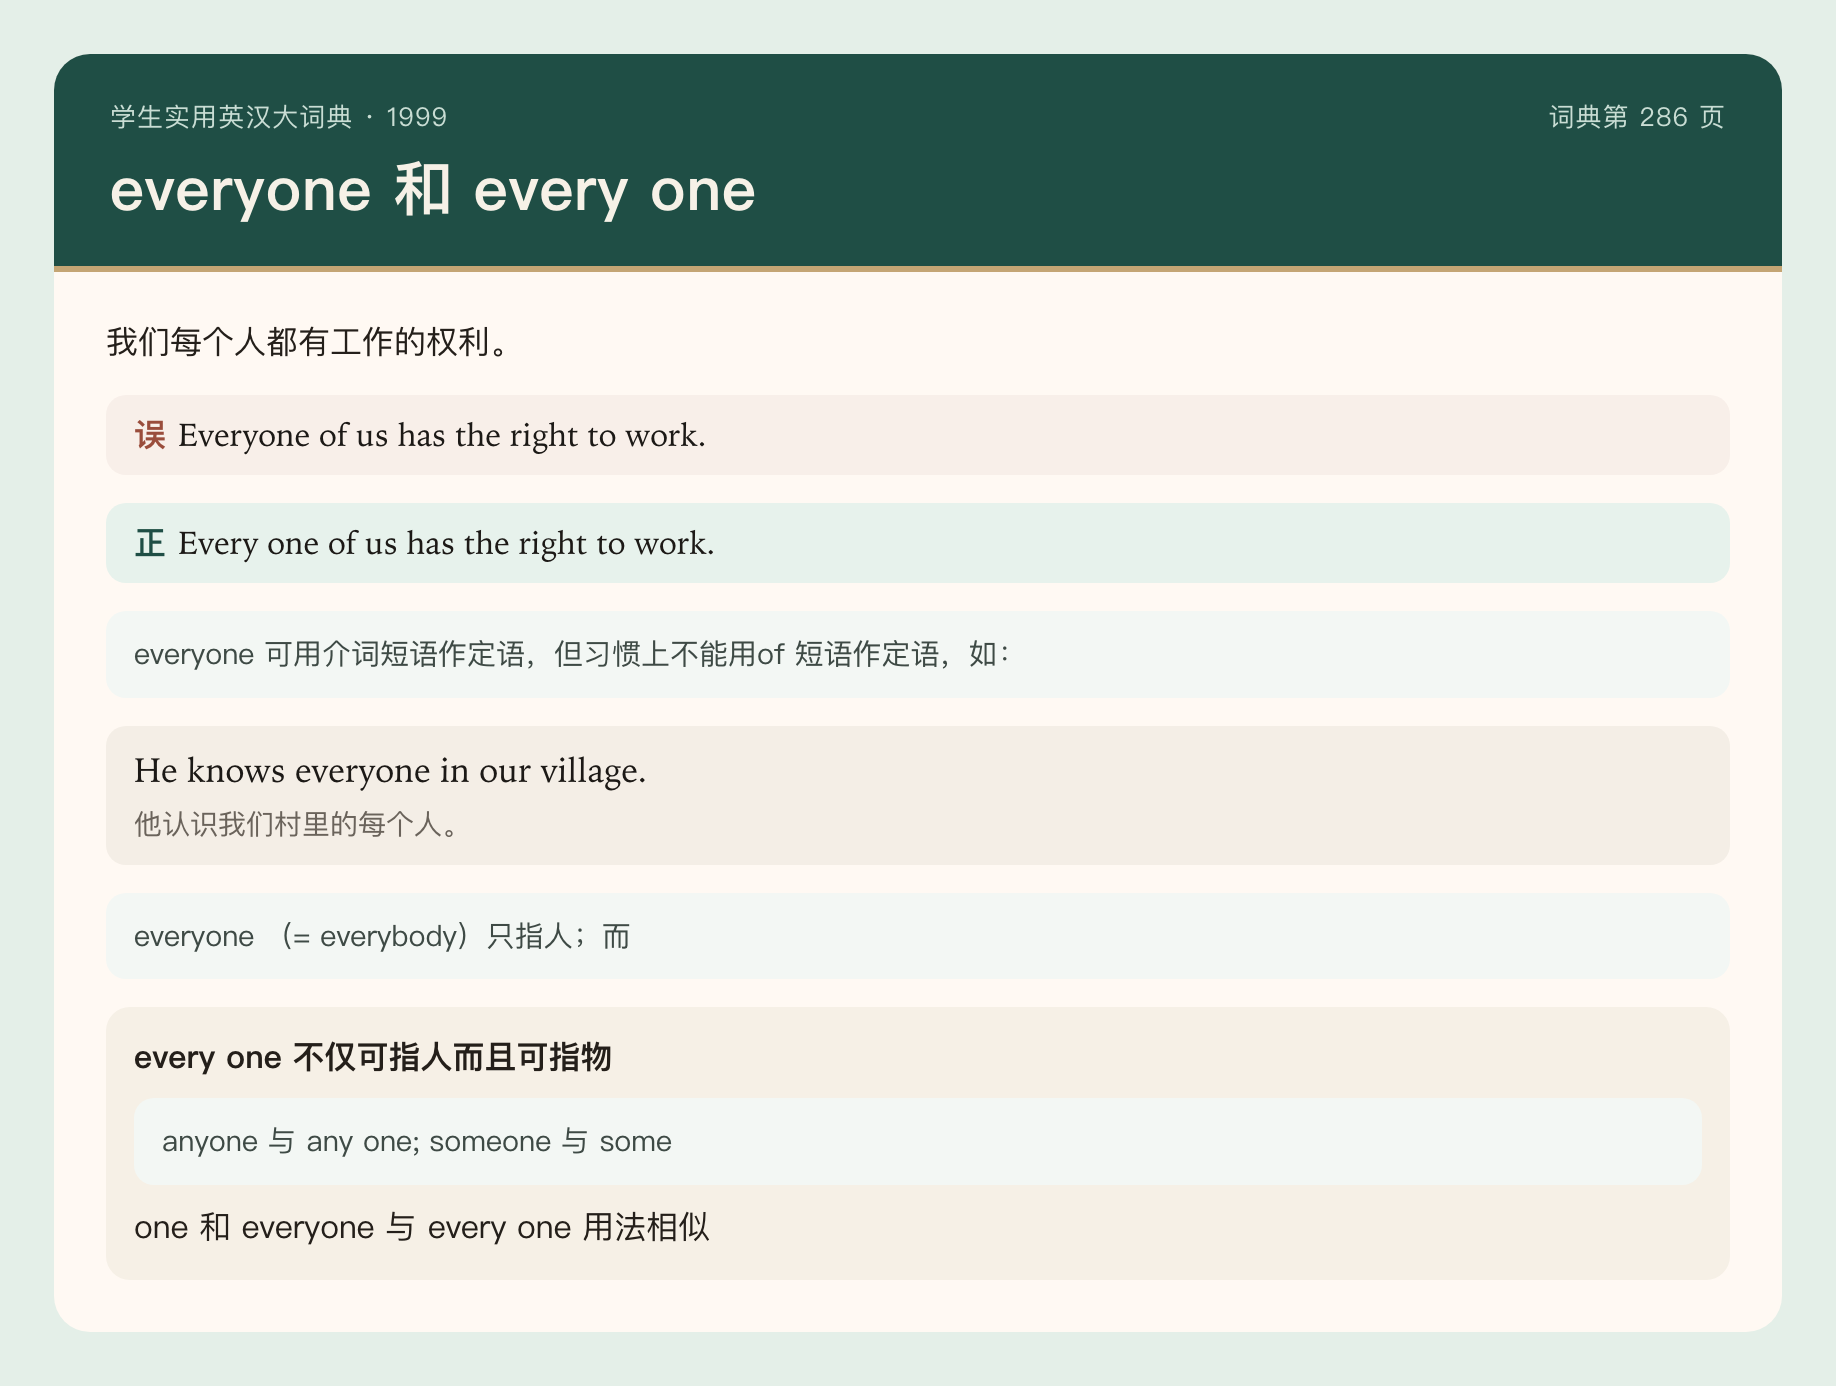 学生实用英汉大词典 · 1999
词典第 286 页
everyone 和 every one
我们每个人都有工作的权利。
误 Everyone of us has the right to work.
正 Every one of us has the right to work.
everyone 可用介词短语作定语，但习惯上不能用of 短语作定语，如：
He knows everyone in our village.
他认识我们村里的每个人。
everyone （= everybody）只指人；而
every one 不仅可指人而且可指物
anyone 与 any one; someone 与 some
one 和 everyone 与 every one 用法相似